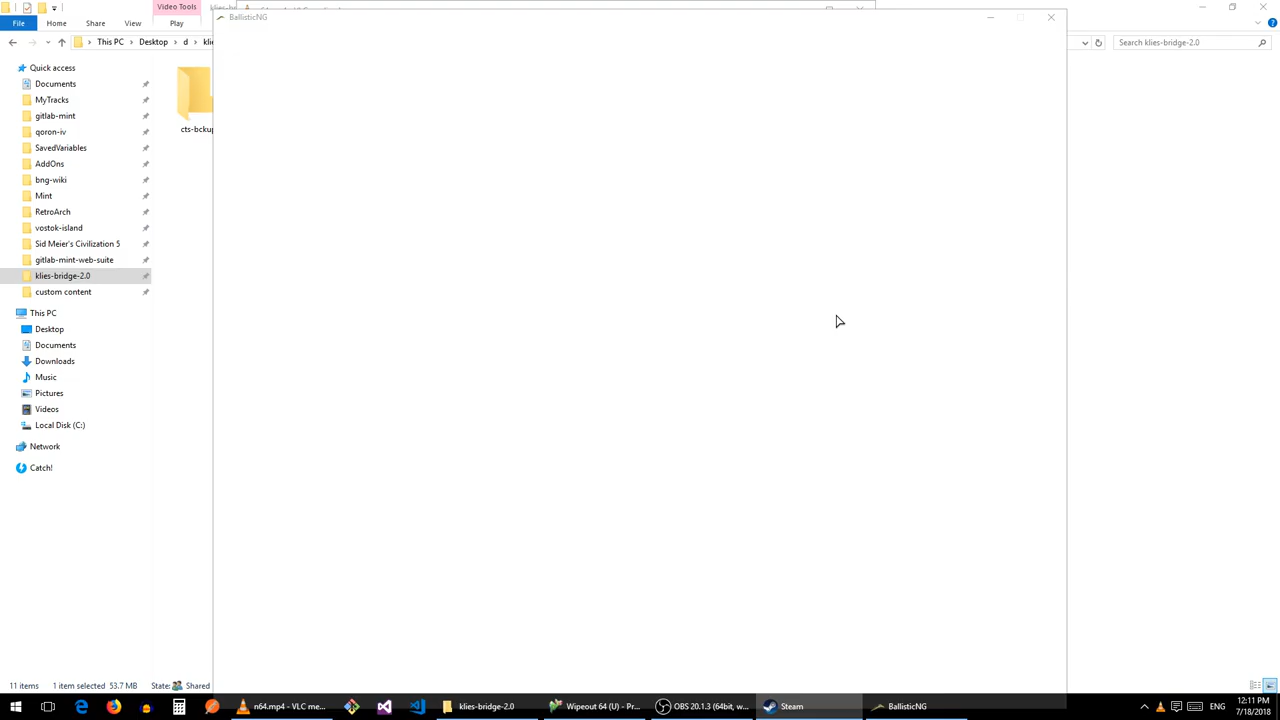 Video Tools
BallisticNG
File
Home
Share
View
Play
This PC
Desktop
d
Search klies-bridge-2.0
Quick access
Documents
MyTracks
gitlab-mint
qoron-iv
SavedVariables
AddOns
bng-wiki
Mint
RetroArch
vostok-island
Sid Meier's Civilization 5
gitlab-mint-web-suite
klies-bridge-2.0
custom content
This PC
Desktop
Documents
Downloads
Music
Pictures
Videos
Local Disk (C:)
Network
Catch!
cts-bckup
11 items
1 item selected 53.7 MB
State:
Shared
n64.mp4 - VLC me...
klies-bridge-2.0
Wipeout 64 (U) - Pr...
OBS 20.1.3 (64bit, w...
Steam
BallisticNG
ENG
12:11 PM
7/18/2018